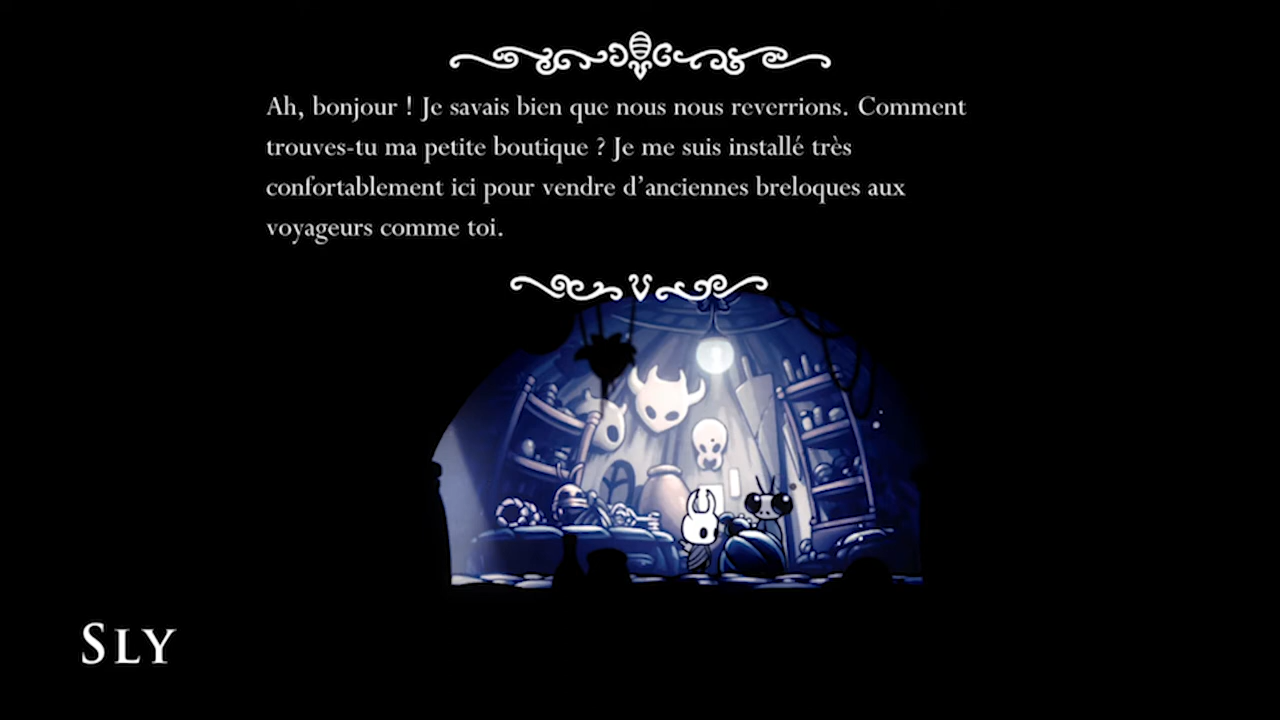 Ah, bonjour ! Je savais bien que nous nous reverrions. Comment
trouves-tu ma petite boutique ? Je me suis installé très
confortablement ici pour vendre d’anciennes breloques aux
voyageurs comme toi.
SLY